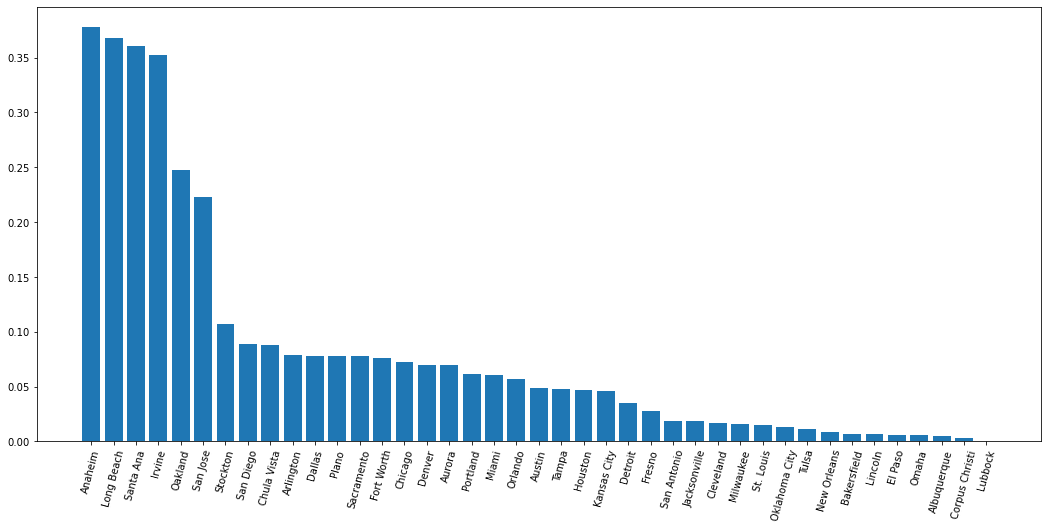 0.35
0.30
0.25
0.20
0.15
0.10
0.05
0.00
Anaheim
Long Beach
Santa Ana
Irvine
Oakland
San Jose
Stockton
San Diego
Chula Vista
Arlington
Dallas
Plano
Sacramento
Fort Worth
Chicago
Denver
Aurora
Portland
Miami
Orlando
Austin
Tampa
Houston
Kansas City
Detroit
Fresno
San Antonio
Jacksonville
Cleveland
Milwaukee
St. Louis
Oklahoma City
Tulsa
New Orleans
Bakersfield
Lincoln
El Paso
Omaha
Albuquerque
Corpus Christi
Lubbock